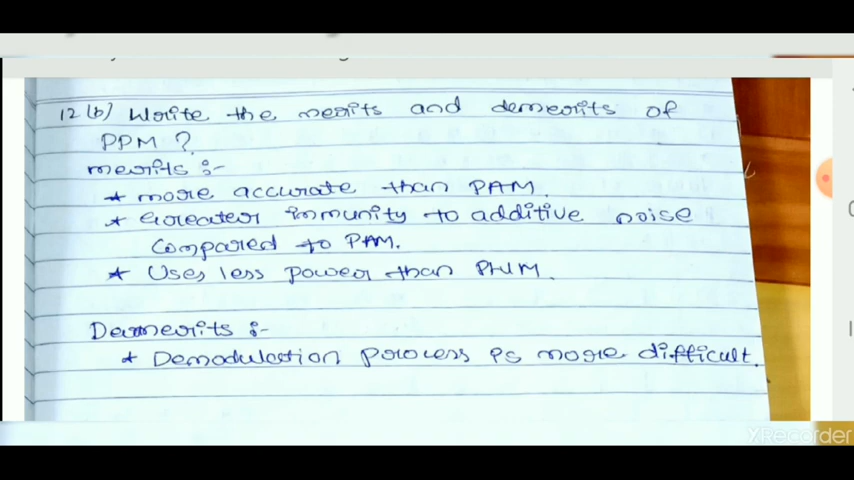 12 (b) Write the merits and demerits of
PPM ?
merits :-
* more accurate than PAM.
* Greater immunity to additive noise
compared to PAM.
* Uses less power than PWM.
Demerits :-
* Demodulation process is more difficult.
XRecorder